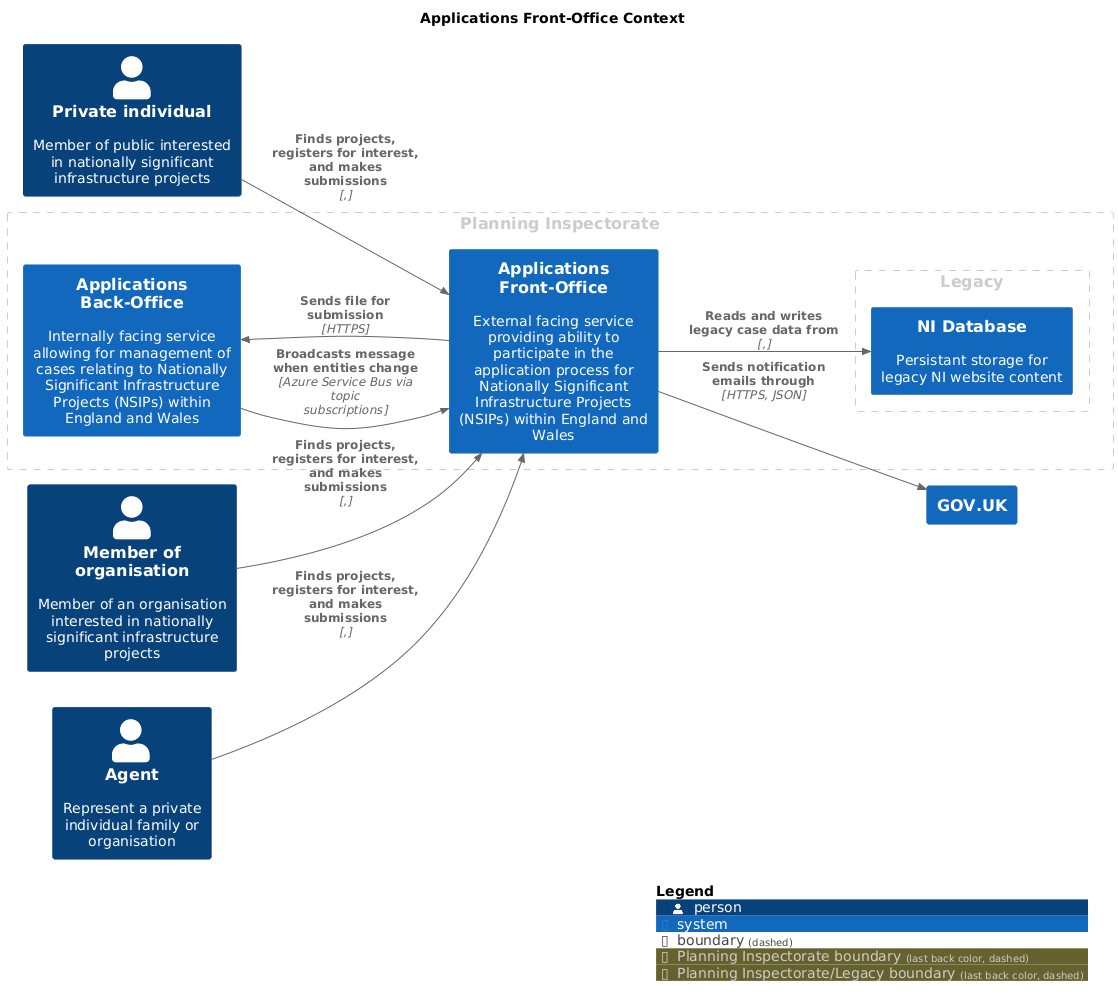 Applications Front-Office Context
Private individual
Member of public interested
in nationally significant
infrastructure projects
Finds projects,
registers for interest,
and makes
submissions
[,]
Planning Inspectorate
Applications
Back-Office
Internally facing service
allowing for management of
cases relating to Nationally
Significant Infrastructure
Projects (NSIPs) within
England and Wales
Sends file for
submission
[HTTPS]
Broadcasts message
when entities change
[Azure Service Bus via
topic
subscriptions]
Applications
Front-Office
External facing service
providing ability to
participate in the
application process for
Nationally Significant
Infrastructure Projects
(NSIPs) within England and
Wales
Reads and writes
legacy case data from
[,]
Sends notification
emails through
[HTTPS, JSON]
Legacy
NI Database
Persistant storage for
legacy NI website content
GOV.UK
Finds projects,
registers for interest,
and makes
submissions
[,]
Member of
organisation
Member of an organisation
interested in nationally
significant infrastructure
projects
Finds projects,
registers for interest,
and makes
submissions
[,]
Agent
Represent a private
individual family or
organisation
Legend
person
system
boundary (dashed)
Planning Inspectorate boundary (last back color, dashed)
Planning Inspectorate/Legacy boundary (last back color, dashed)